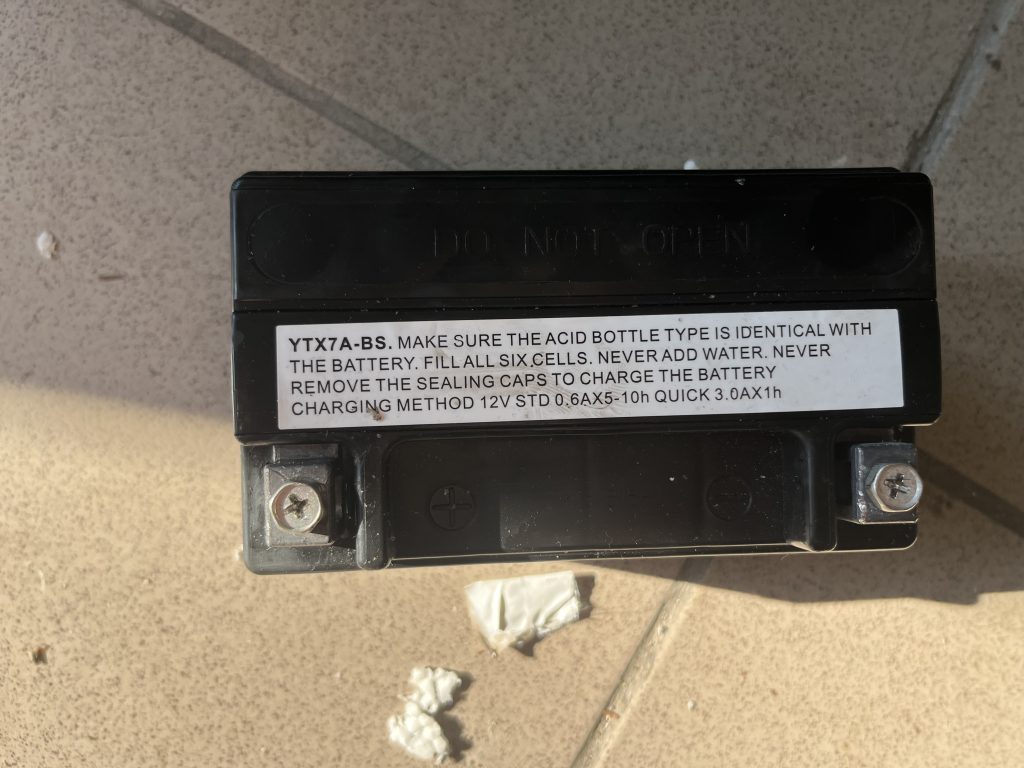 DO NOT OPEN
YTX7A-BS. MAKE SURE THE ACID BOTTLE TYPE IS IDENTICAL WITH
THE BATTERY. FILL ALL SIX CELLS. NEVER ADD WATER. NEVER
REMOVE THE SEALING CAPS TO CHARGE THE BATTERY
CHARGING METHOD 12V STD 0.6AX5-10h QUICK 3.0AX1h